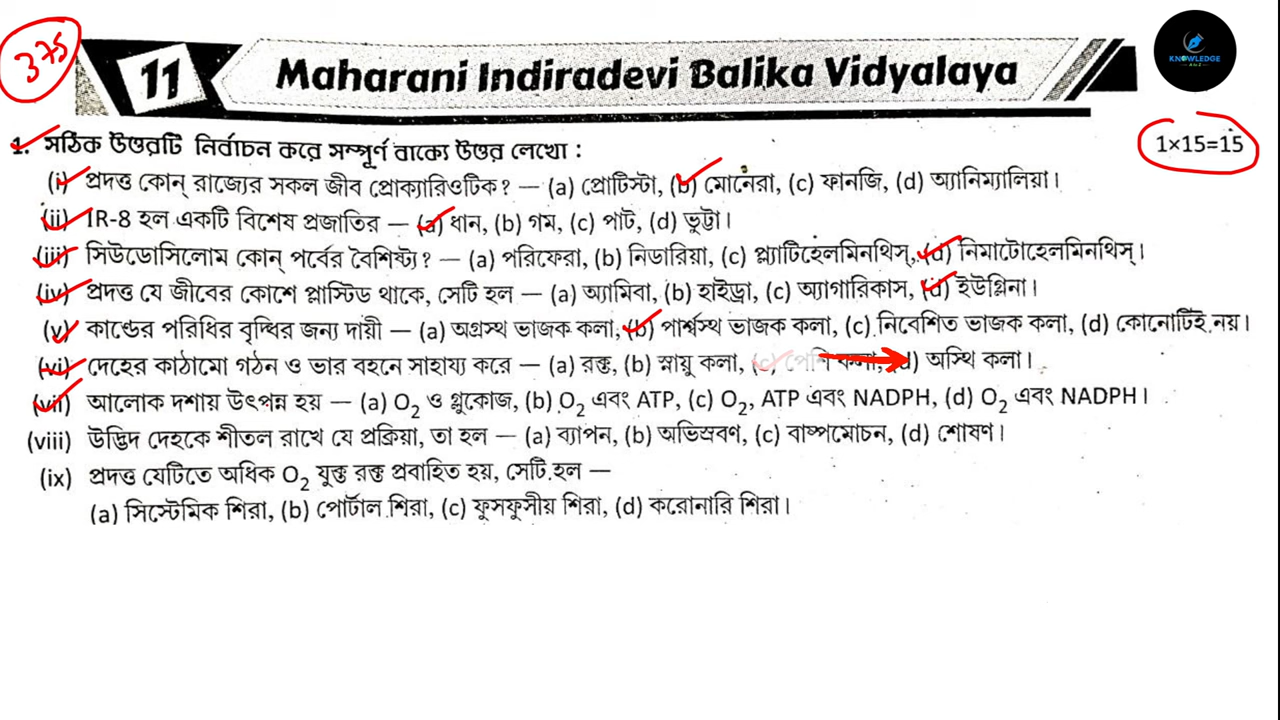 375
11 Maharani Indiradevi Balika Vidyalaya
KNOWLEDGE
A to Z
1. সঠিক উত্তরটি নির্বাচন করে সম্পূর্ণ বাক্যে উত্তর লেখো : 1×15=15
(i) প্রদত্ত কোন্ রাজ্যের সকল জীব প্রোক্যারিওটিক? — (a) প্রোটিস্টা, (b) মোনেরা, (c) ফানজি, (d) অ্যানিম্যালিয়া।
(ii) IR-8 হল একটি বিশেষ প্রজাতির — (a) ধান, (b) গম, (c) পাট, (d) ভুট্টা।
(iii) সিউডোসিলোম কোন্ পর্বের বৈশিষ্ট্য? — (a) পরিফেরা, (b) নিডারিয়া, (c) প্ল্যাটিহেলমিনথিস্, (d) নিমাটোহেলমিনথিস্।
(iv) প্রদত্ত যে জীবের কোশে প্লাস্টিড থাকে, সেটি হল — (a) অ্যামিবা, (b) হাইড্রা, (c) অ্যাগারিকাস, (d) ইউগ্লিনা।
(v) কাণ্ডের পরিধির বৃদ্ধির জন্য দায়ী — (a) অগ্রস্থ ভাজক কলা, (b) পার্শ্বস্থ ভাজক কলা, (c) নিবেশিত ভাজক কলা, (d) কোনোটিই নয়।
(vi) দেহের কাঠামো গঠন ও ভার বহনে সাহায্য করে — (a) রক্ত, (b) স্নায়ু কলা, (c) পেশি কলা, (d) অস্থি কলা।
(vii) আলোক দশায় উৎপন্ন হয় — (a) O₂ ও গ্লুকোজ, (b) O₂ এবং ATP, (c) O₂, ATP এবং NADPH, (d) O₂ এবং NADPH।
(viii) উদ্ভিদ দেহকে শীতল রাখে যে প্রক্রিয়া, তা হল — (a) ব্যাপন, (b) অভিস্রবণ, (c) বাষ্পমোচন, (d) শোষণ।
(ix) প্রদত্ত যেটিতে অধিক O₂ যুক্ত রক্ত প্রবাহিত হয়, সেটি হল —
(a) সিস্টেমিক শিরা, (b) পোর্টাল শিরা, (c) ফুসফুসীয় শিরা, (d) করোনারি শিরা।